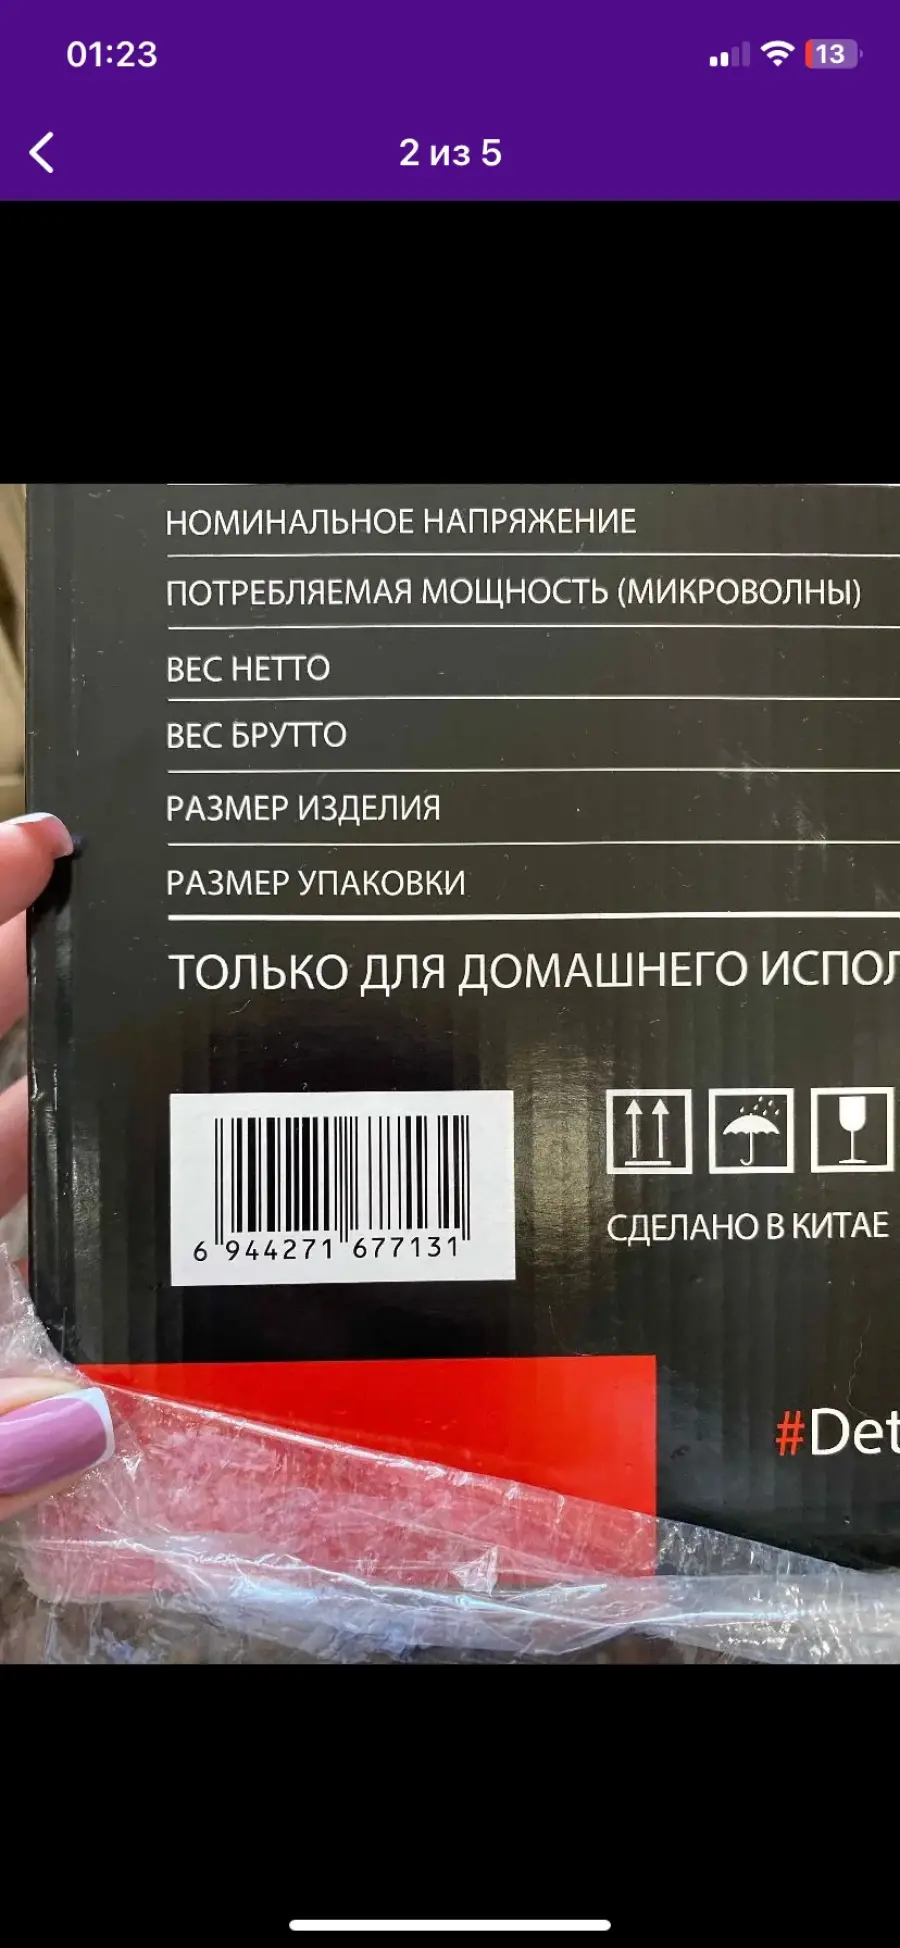 01:23
13
2 из 5
НОМИНАЛЬНОЕ НАПРЯЖЕНИЕ
ПОТРЕБЛЯЕМАЯ МОЩНОСТЬ (МИКРОВОЛНЫ)
ВЕС НЕТТО
ВЕС БРУТТО
РАЗМЕР ИЗДЕЛИЯ
РАЗМЕР УПАКОВКИ
ТОЛЬКО ДЛЯ ДОМАШНЕГО ИСПОЛ
6 944271 677131
СДЕЛАНО В КИТАЕ
#Det